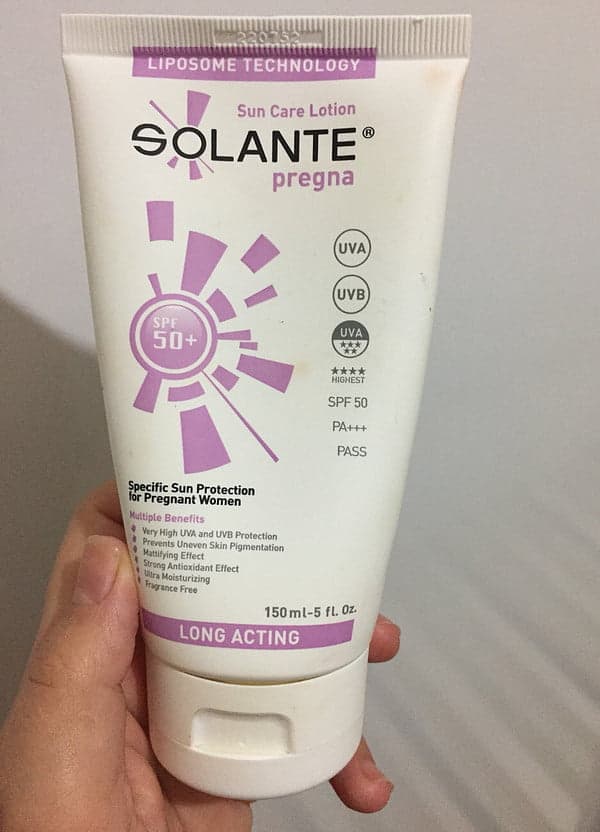 220752
LIPOSOME TECHNOLOGY
Sun Care Lotion
SOLANTE®
pregna
UVA
UVB
UVA
★★★
★★
★★★★
HIGHEST
SPF 50
PA+++
PASS
SPF
50+
Specific Sun Protection
for Pregnant Women
Multiple Benefits
Very High UVA and UVB Protection
Prevents Uneven Skin Pigmentation
Mattifying Effect
Strong Antioxidant Effect
Ultra Moisturizing
Fragrance Free
150ml-5 fl. Oz.
LONG ACTING